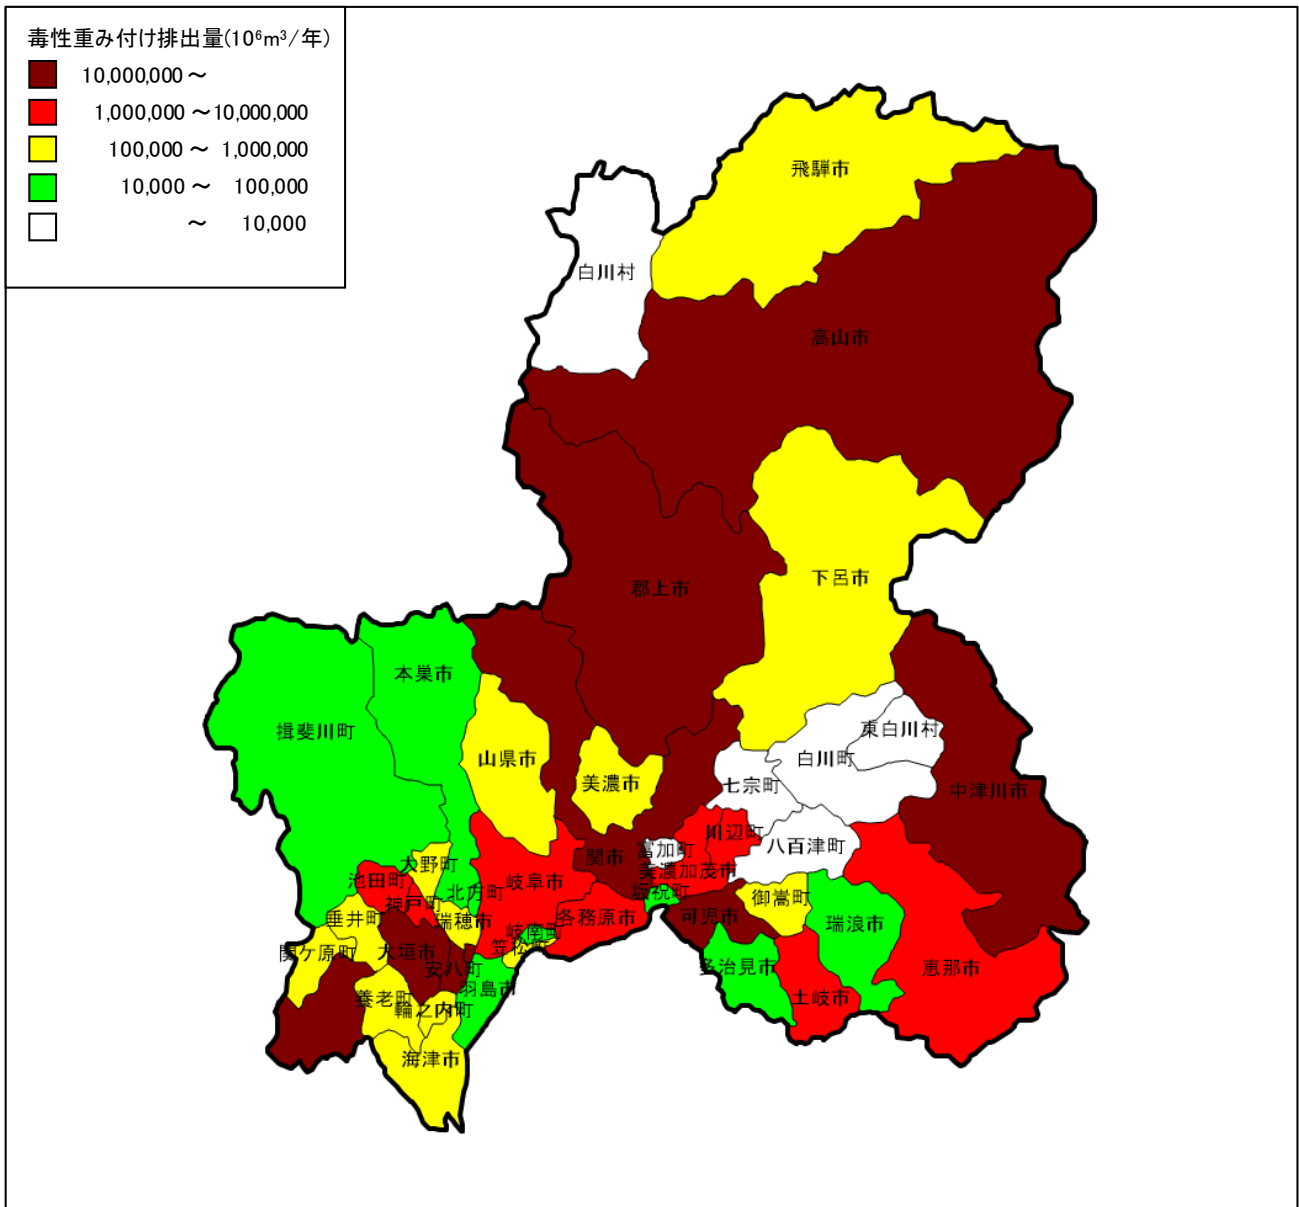 毒性重み付け排出量(10⁶m³/年)
10,000,000～
1,000,000～10,000,000
100,000～ 1,000,000
10,000～ 100,000
～ 10,000
飛騨市
白川村
高山市
下呂市
郡上市
本巣市
揖斐川町
東白川村
山県市
白川町
美濃市
七宗町
中津川市
川辺町
八百津町
富加町
関市
大野町
美濃加茂市
池田町
岐阜市
北方町
坂祝町
御嵩町
神戸町
垂井町
瑞穂市
各務原市
可児市
瑞浪市
岐南町
笠松町
関ケ原町
大垣市
安八町
多治見市
恵那市
羽島市
養老町
輪之内町
土岐市
海津市